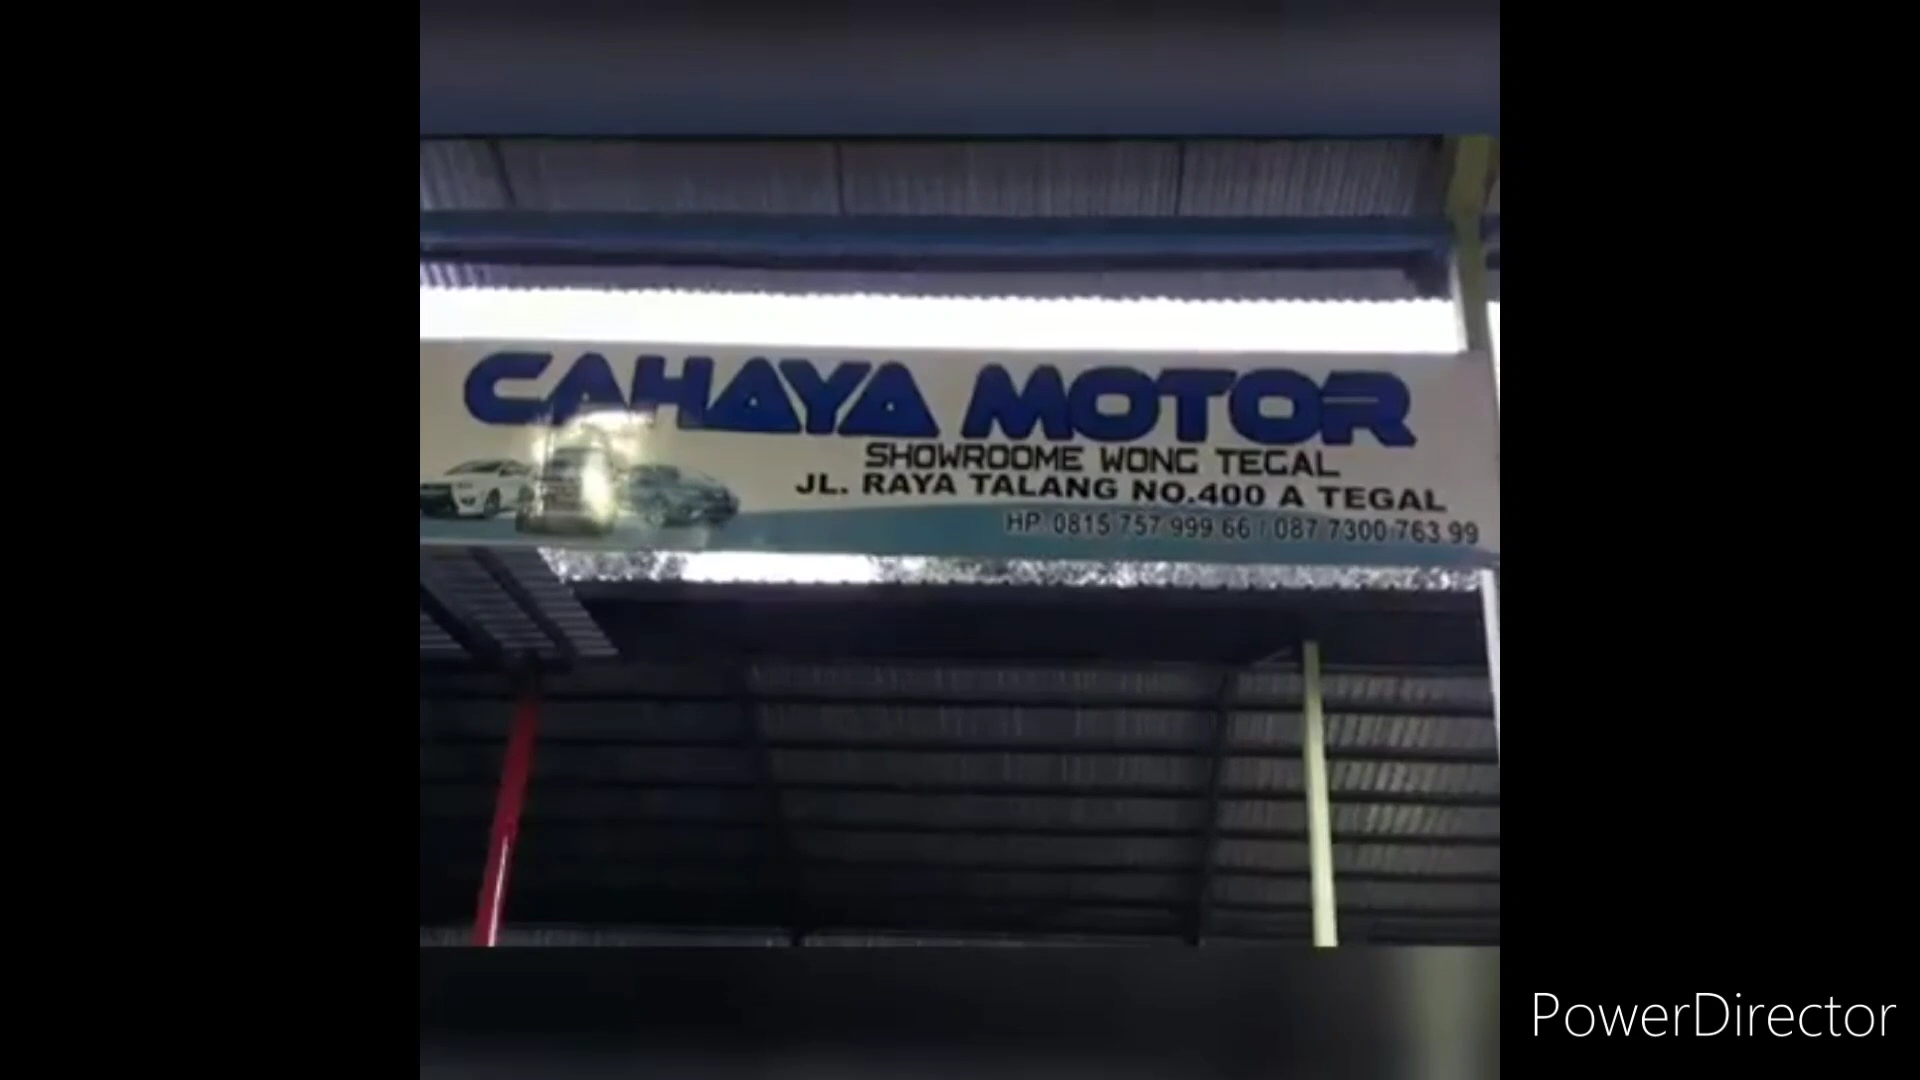 CAHAYA MOTOR
SHOWROOME WONG TEGAL
JL. RAYA TALANG NO.400 A TEGAL
HP. 0815 757 999 66 / 087 7300 763 99
PowerDirector